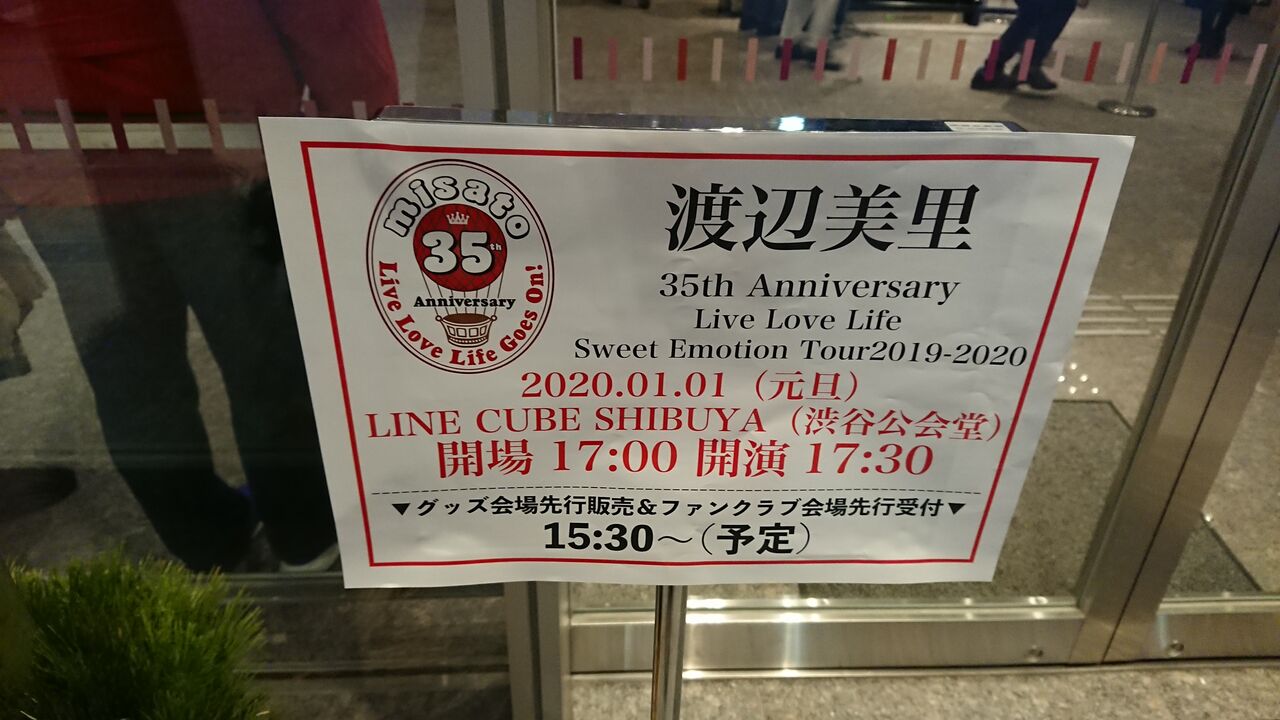 misato
35th
Anniversary
Live Love Life Goes On!
渡辺美里
35th Anniversary
Live Love Life
Sweet Emotion Tour2019-2020
2020.01.01（元旦）
LINE CUBE SHIBUYA（渋谷公会堂）
開場 17:00 開演 17:30
▼グッズ会場先行販売＆ファンクラブ会場先行受付▼
15:30～（予定）